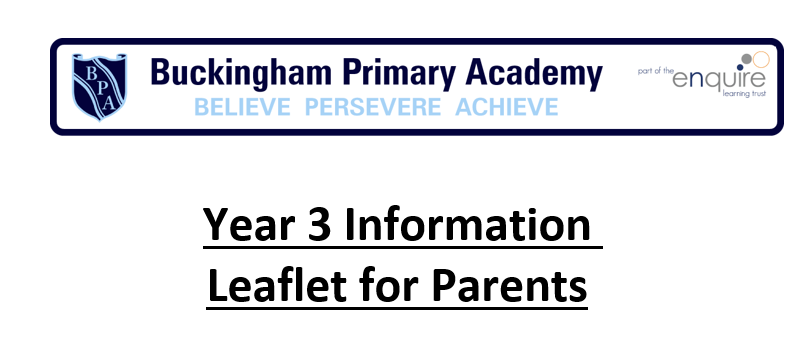 BPA
Buckingham Primary Academy
BELIEVE PERSEVERE ACHIEVE
part of the
enquire
learning trust
Year 3 Information
Leaflet for Parents